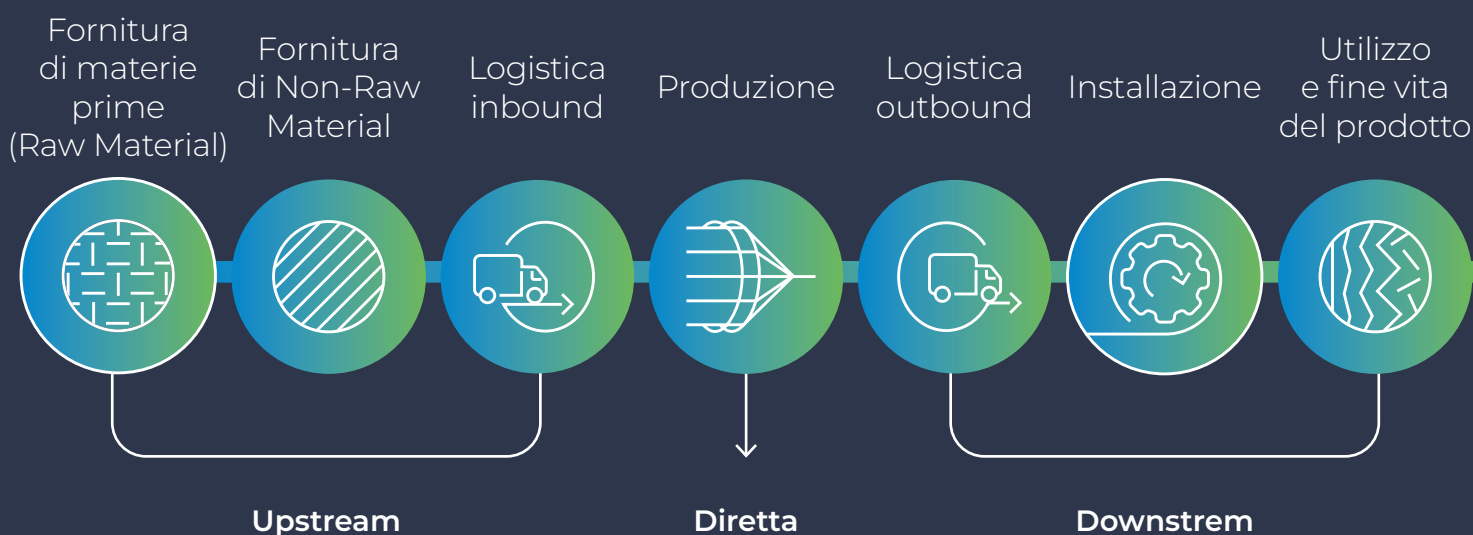 Fornitura
di materie
prime
(Raw Material)
Fornitura
di Non-Raw
Material
Logistica
inbound
Produzione
Logistica
outbound
Installazione
Utilizzo
e fine vita
del prodotto
Upstream
Diretta
Downstrem